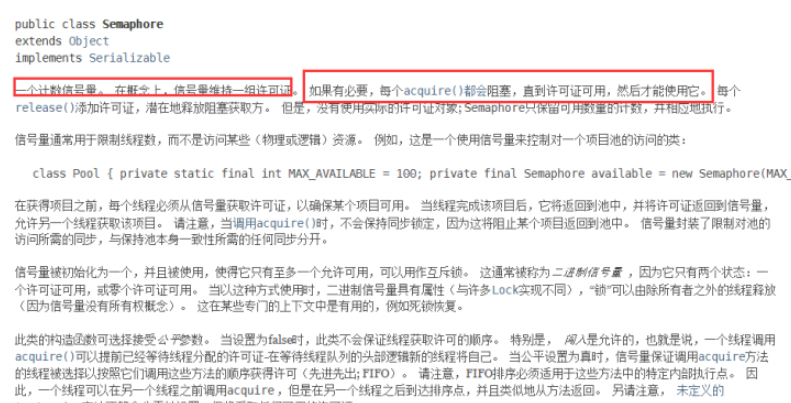 public class Semaphore
extends Object
implements Serializable
一个计数信号量。 在概念上，信号量维持一组许可证。 如果有必要，每个acquire()都会阻塞，直到许可证可用，然后才能使用它。 每个
release()添加许可证，潜在地释放阻塞获取方。 但是，没有使用实际的许可证对象; Semaphore只保留可用数量的计数，并相应地执行。
信号量通常用于限制线程数，而不是访问某些（物理或逻辑）资源。 例如，这是一个使用信号量来控制对一个项目池的访问的类：
class Pool { private static final int MAX_AVAILABLE = 100; private final Semaphore available = new Semaphore(MAX_
在获得项目之前，每个线程必须从信号量获取许可证，以确保某个项目可用。 当线程完成该项目后，它将返回到池中，并将许可证返回到信号量，
允许另一个线程获取该项目。 请注意，当调用acquire()时，不会保持同步锁定，因为这将阻止某个项目返回到池中。 信号量封装了限制对池的
访问所需的同步，与保持池本身一致性所需的任何同步分开。
信号量被初始化为一个，并且被使用，使得它只有至多一个允许可用，可以用作互斥锁。 这通常被称为二进制信号量 ，因为它只有两个状态：一
个许可证可用，或零个许可证可用。 当以这种方式使用时，二进制信号量具有属性（与许多Lock实现不同），“锁”可以由除所有者之外的线程释放
（因为信号量没有所有权概念）。 这在某些专门的上下文中是有用的，例如死锁恢复。
此类的构造函数可选择接受公平参数。 当设置为false时，此类不会保证线程获取许可的顺序。 特别是， 闯入是允许的，也就是说，一个线程调用
acquire()可以提前已经等待线程分配的许可证-在等待线程队列的头部逻辑新的线程将自己。 当公平设置为真时，信号量保证调用acquire方法
的线程被选择以按照它们调用这些方法的顺序获得许可（先进先出; FIFO）。 请注意，FIFO排序必须适用于这些方法中的特定内部执行点。 因
此，一个线程可以在另一个线程之前调用acquire ，但是在另一个线程之后到达排序点，并且类似地从方法返回。 另请注意， 未定义的